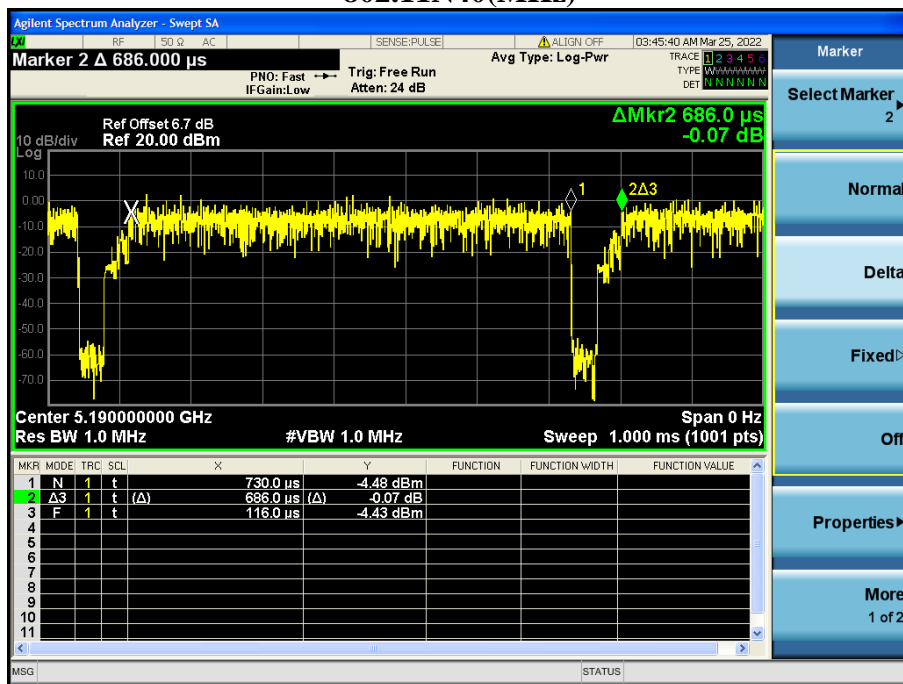 802.11N40(MHz)
Agilent Spectrum Analyzer - Swept SA
LXI RF 50 Ω AC SENSE:PULSE ALIGN OFF 03:45:40 AM Mar 25, 2022
Marker 2 Δ 686.000 µs
PNO: Fast
IFGain:Low
Trig: Free Run
Atten: 24 dB
Avg Type: Log-Pwr
TRACE 1 2 3 4 5 6
TYPE WWWWWWW
DET N N N N N N
Ref Offset 6.7 dB
Ref 20.00 dBm
ΔMkr2 686.0 µs
-0.07 dB
10 dB/div
Log
10.0
0.00
-10.0
-20.0
-30.0
-40.0
-50.0
-60.0
-70.0
X
1
2Δ3
Center 5.190000000 GHz
Span 0 Hz
Res BW 1.0 MHz
#VBW 1.0 MHz
Sweep 1.000 ms (1001 pts)
MKR MODE TRC SCL X Y FUNCTION FUNCTION WIDTH FUNCTION VALUE
1 N 1 t 730.0 µs -4.48 dBm
2 Δ3 1 t (Δ) 686.0 µs (Δ) -0.07 dB
3 F 1 t 116.0 µs -4.43 dBm
4
5
6
7
8
9
10
11
MSG
STATUS
Marker
Select Marker
2
Normal
Delta
Fixed
Off
Properties
More
1 of 2